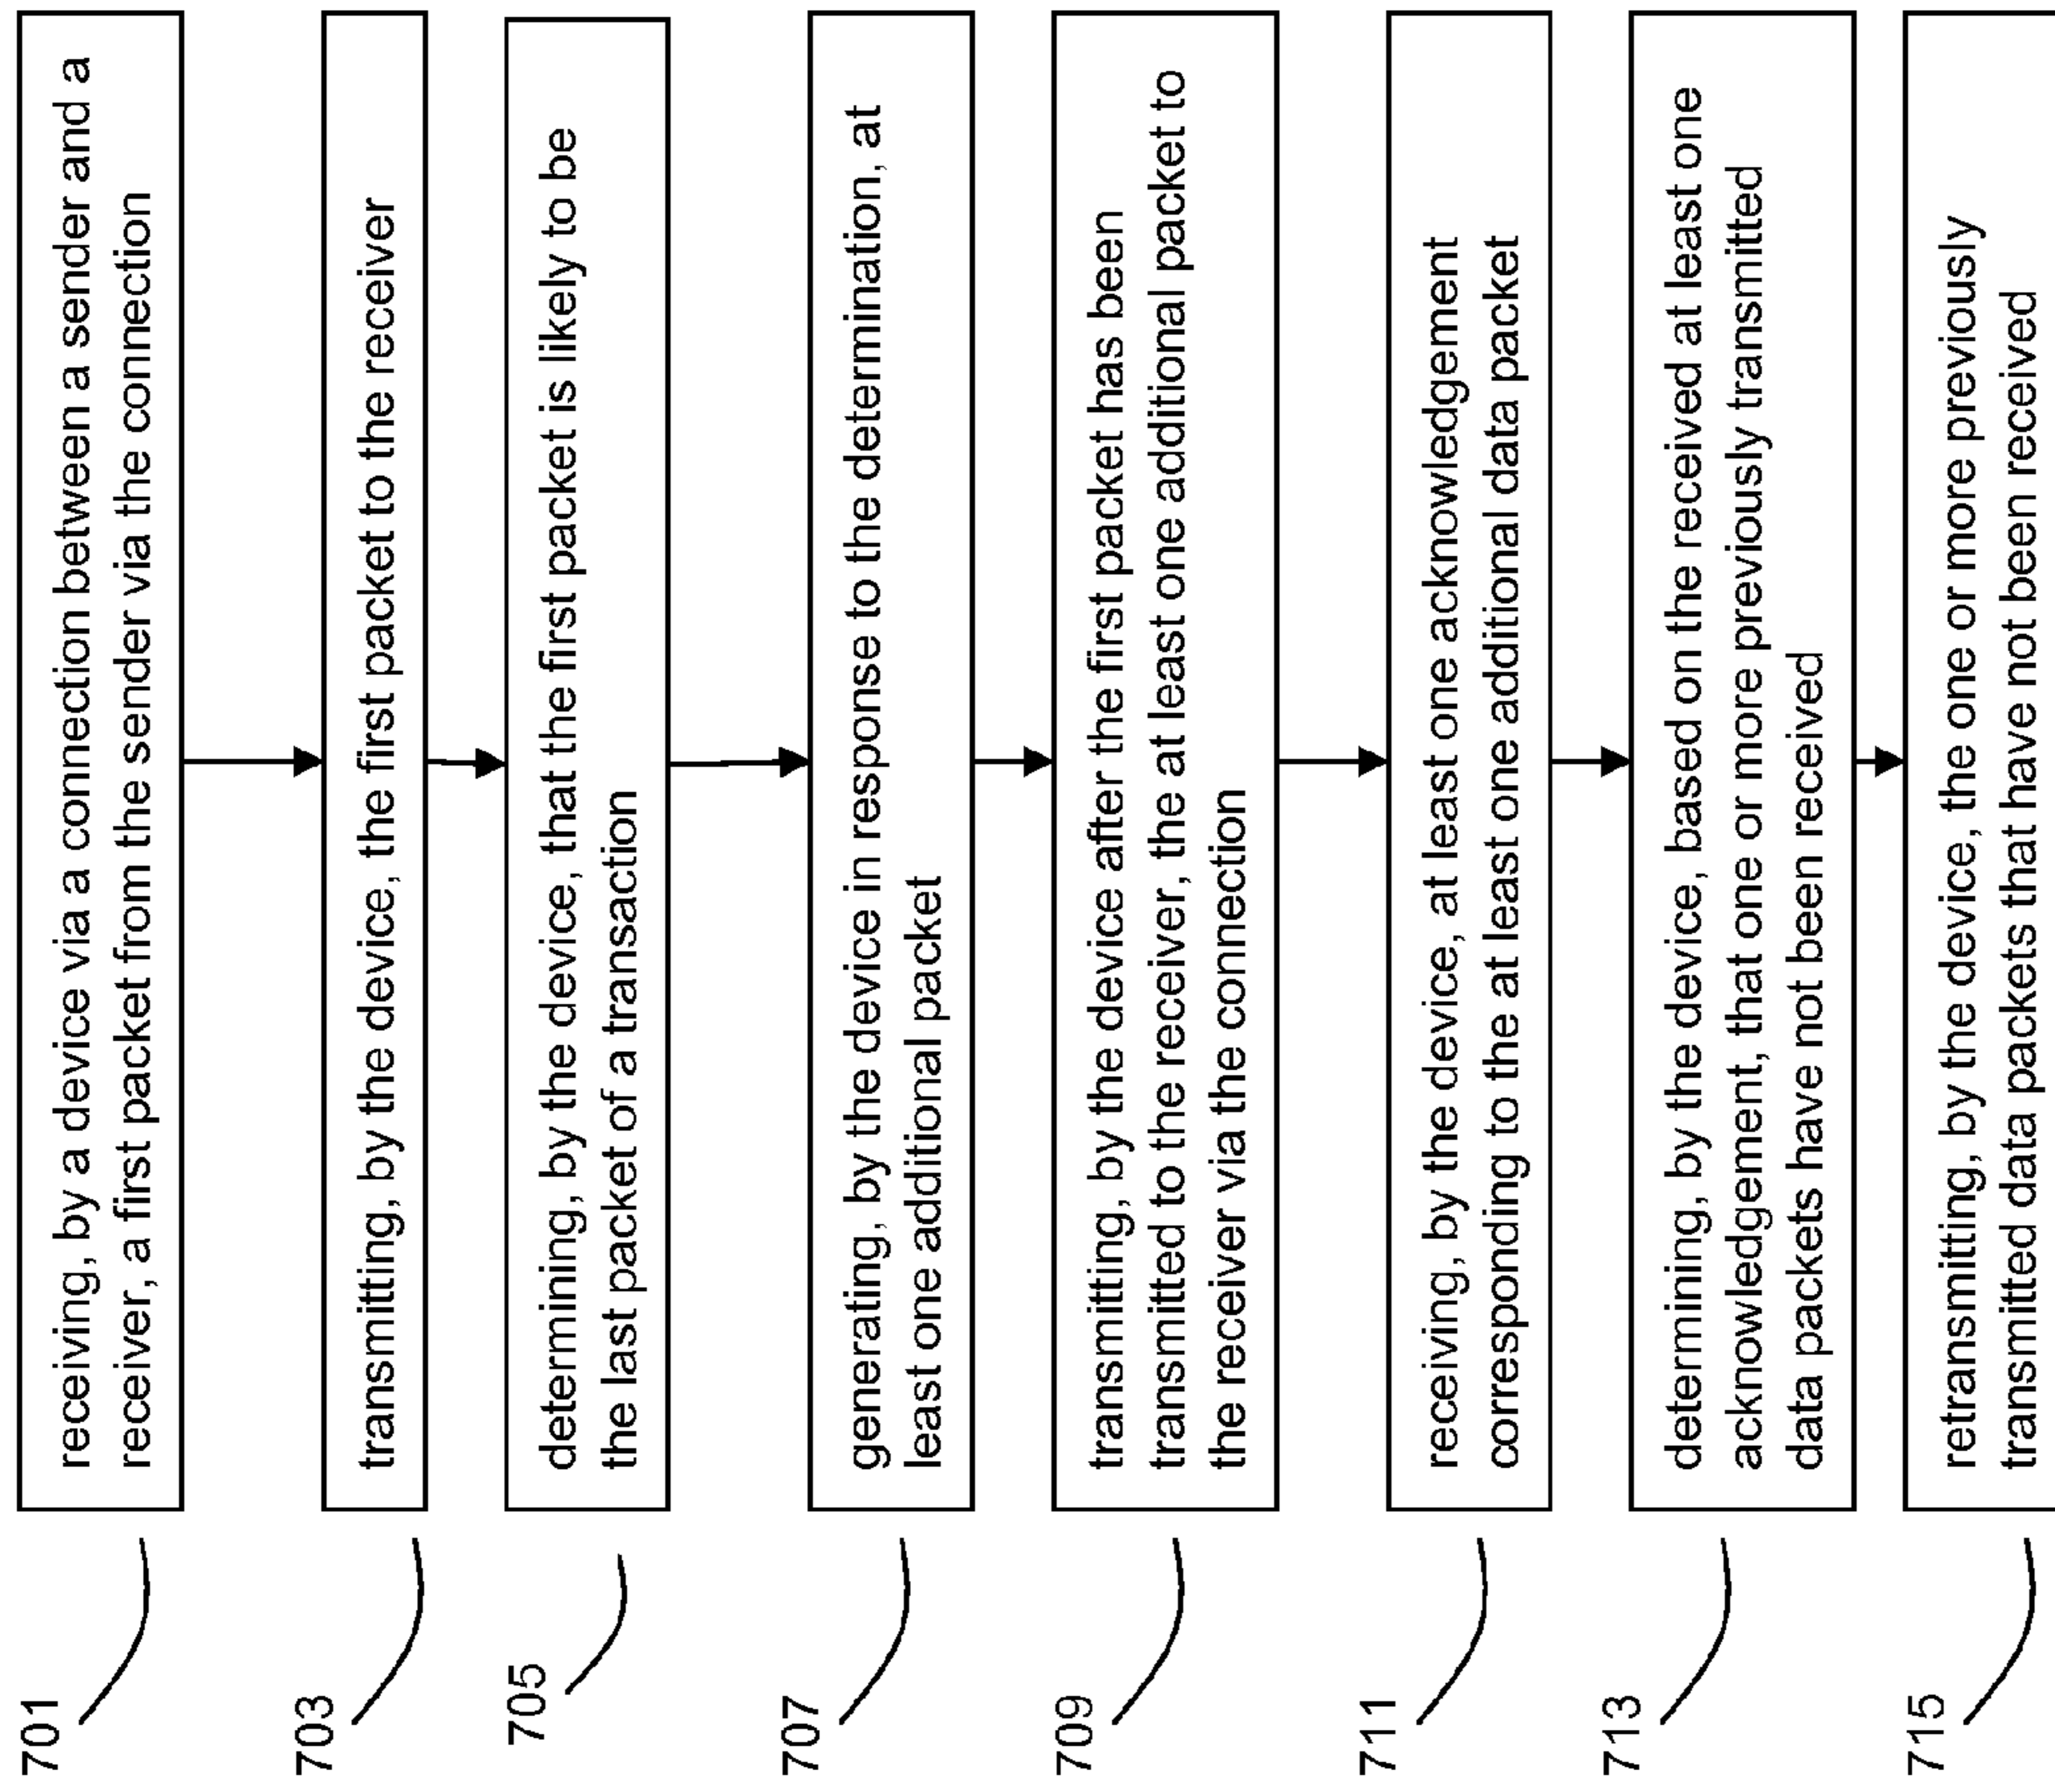 701
receiving, by a device via a connection between a sender and a
receiver, a first packet from the sender via the connection
703
transmitting, by the device, the first packet to the receiver
705
determining, by the device, that the first packet is likely to be
the last packet of a transaction
707
generating, by the device in response to the determination, at
least one additional packet
709
transmitting, by the device after the first packet has been
transmitted to the receiver, the at least one additional packet to
the receiver via the connection
711
receiving, by the device, at least one acknowledgement
corresponding to the at least one additional data packet
713
determining, by the device, based on the received at least one
acknowledgement, that one or more previously transmitted
data packets have not been received
715
retransmitting, by the device, the one or more previously
transmitted data packets that have not been received